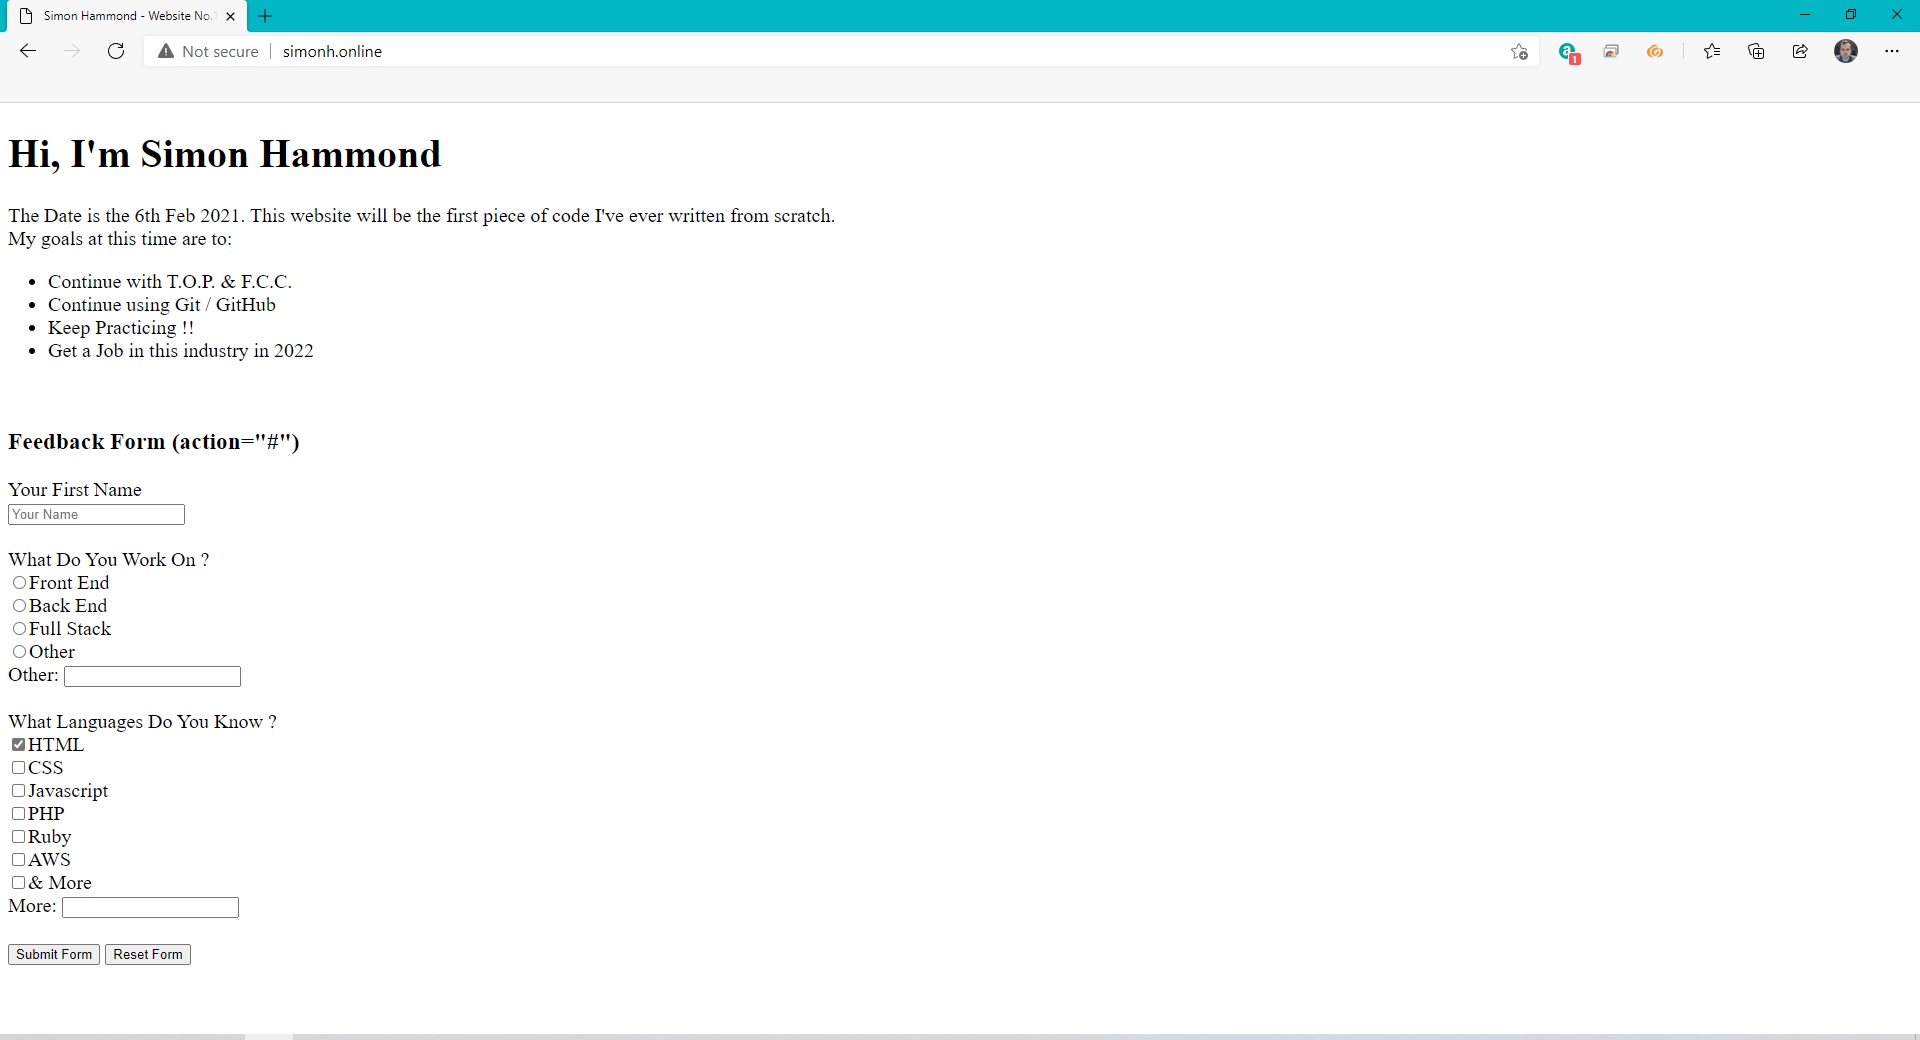 Simon Hammond - Website No.
Not secure
simonh.online
1
Hi, I'm Simon Hammond
The Date is the 6th Feb 2021. This website will be the first piece of code I've ever written from scratch.
My goals at this time are to:
Continue with T.O.P. & F.C.C.
Continue using Git / GitHub
Keep Practicing !!
Get a Job in this industry in 2022
Feedback Form (action="#")
Your First Name
Your Name
What Do You Work On ?
Front End
Back End
Full Stack
Other
Other:
What Languages Do You Know ?
HTML
CSS
Javascript
PHP
Ruby
AWS
& More
More:
Submit Form Reset Form